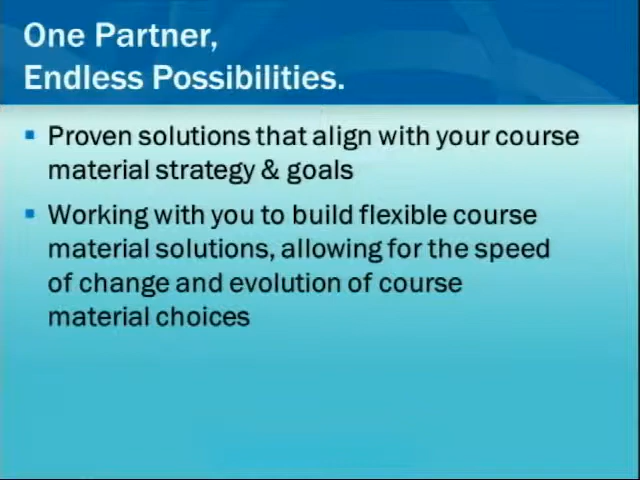 One Partner,
Endless Possibilities.
Proven solutions that align with your course
material strategy & goals
Working with you to build flexible course
material solutions, allowing for the speed
of change and evolution of course
material choices